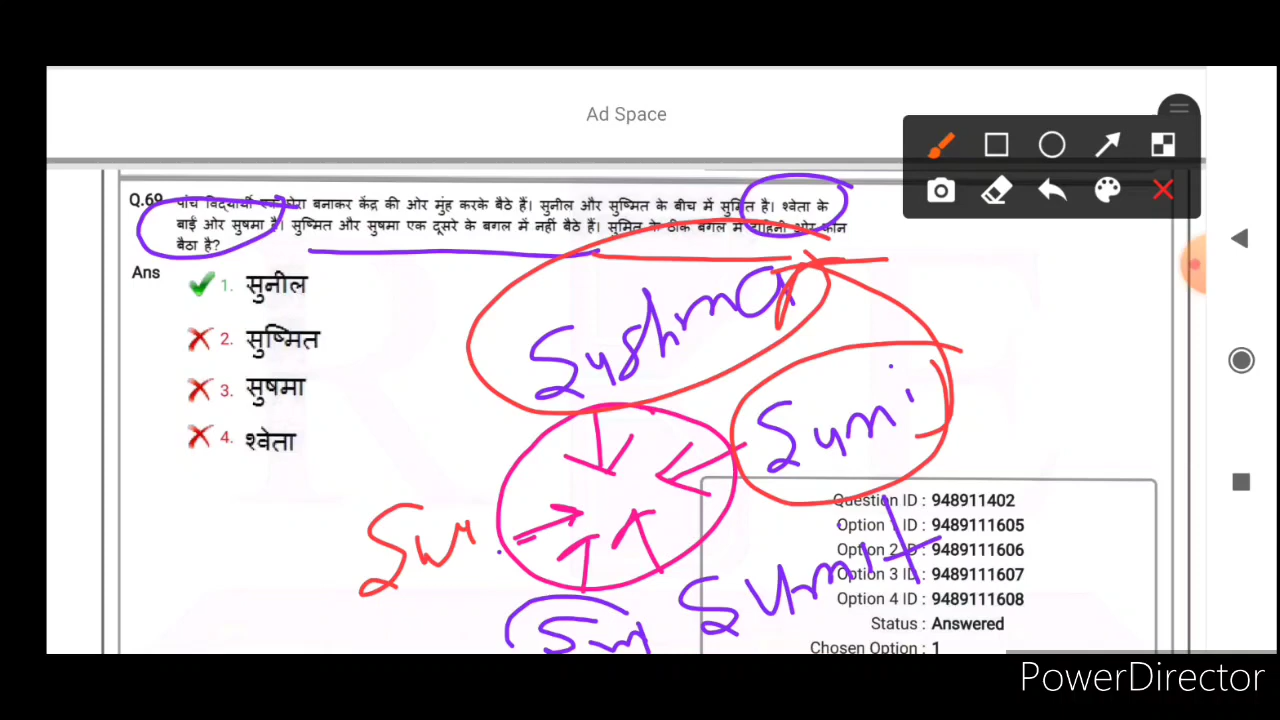 Ad Space
Q.69 पांच विद्यार्थी एक घेरा बनाकर केंद्र की ओर मुंह करके बैठे हैं। सुनील और सुष्मित के बीच में सुमित है। श्वेता के
बाईं ओर सुषमा है। सुष्मित और सुषमा एक दूसरे के बगल में नहीं बैठे हैं। सुमित के ठीक बगल में दाहिनी ओर कौन
बैठा है?
Ans
1. सुनील
2. सुष्मित
3. सुषमा
4. श्वेता
Sushma
Sumi
Sumit
Question ID : 948911402
Option 1 ID : 9489111605
Option 2 ID : 9489111606
Option 3 ID : 9489111607
Option 4 ID : 9489111608
Status : Answered
Chosen Option : 1
PowerDirector